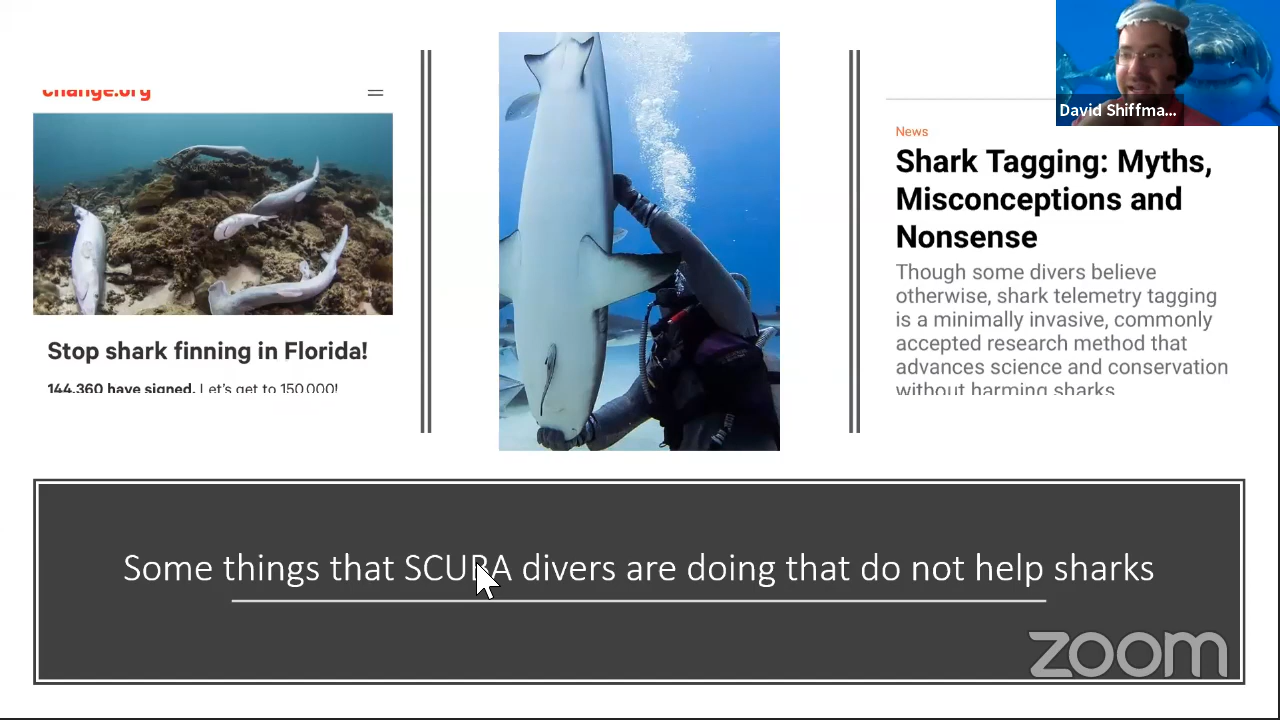 change.org
Stop shark finning in Florida!
144,360 have signed. Let's get to 150,000!
David Shiffma...
News
Shark Tagging: Myths,
Misconceptions and
Nonsense
Though some divers believe
otherwise, shark telemetry tagging
is a minimally invasive, commonly
accepted research method that
advances science and conservation
without harming sharks
Some things that SCUBA divers are doing that do not help sharks
zoom